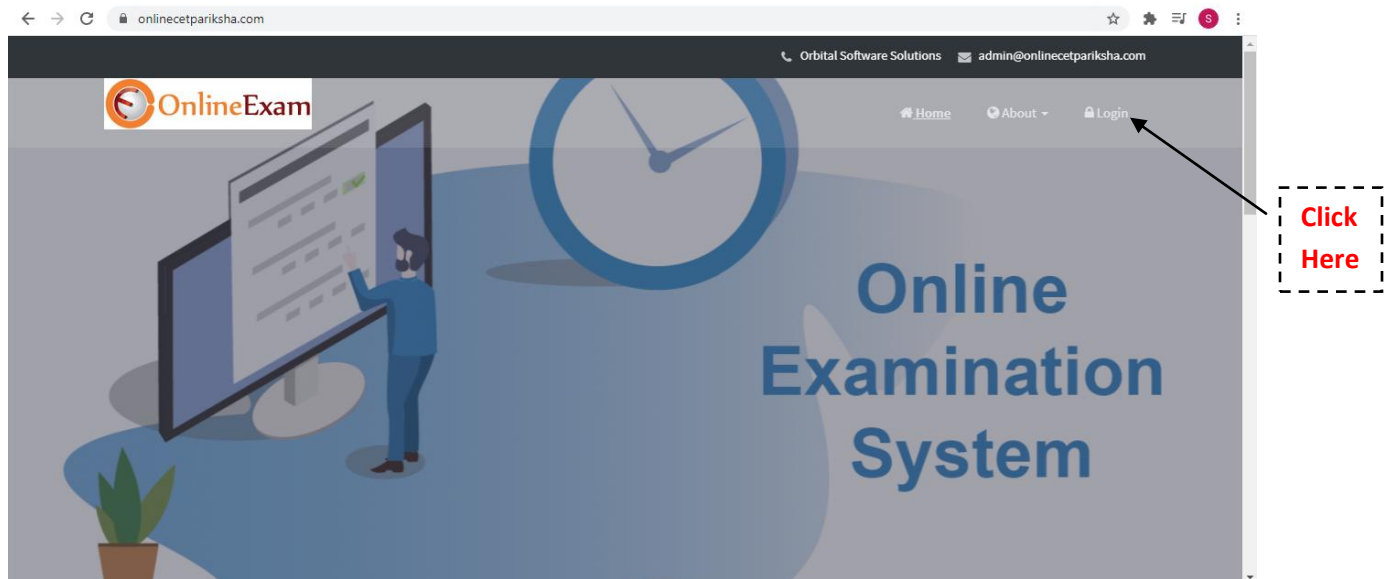 onlinecetpariksha.com
S
Orbital Software Solutions admin@onlinecetpariksha.com
OnlineExam
Home About Login
Click
Here
Online
Examination
System